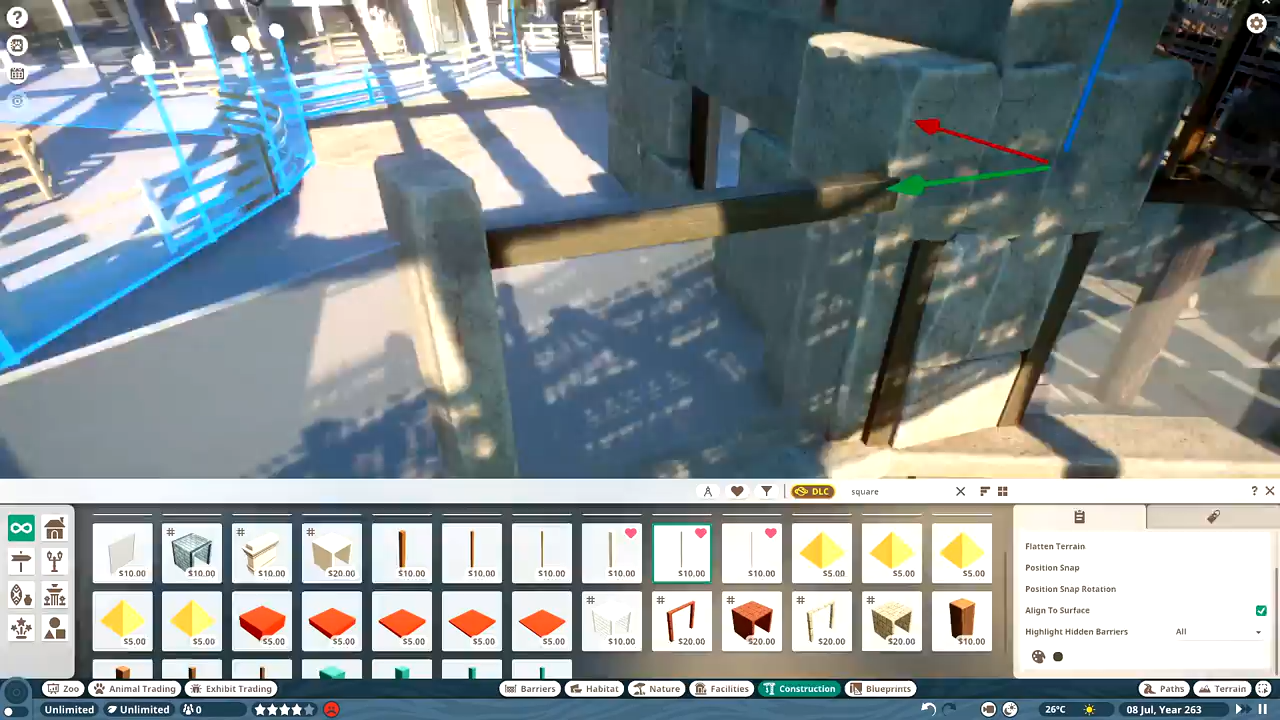 DLC
square
?
Flatten Terrain
Position Snap
Position Snap Rotation
Align To Surface
Highlight Hidden Barriers All
# # #
$10.00 $10.00 $10.00 $20.00 $10.00 $10.00 $10.00 $10.00 $10.00 $10.00 $5.00 $5.00 $5.00
# # # # #
$5.00 $5.00 $5.00 $5.00 $5.00 $5.00 $5.00 $10.00 $20.00 $20.00 $20.00 $20.00 $10.00
Zoo Animal Trading Exhibit Trading Barriers Habitat Nature Facilities Construction Blueprints Paths Terrain
Unlimited Unlimited 0 26°C 08 Jul, Year 263